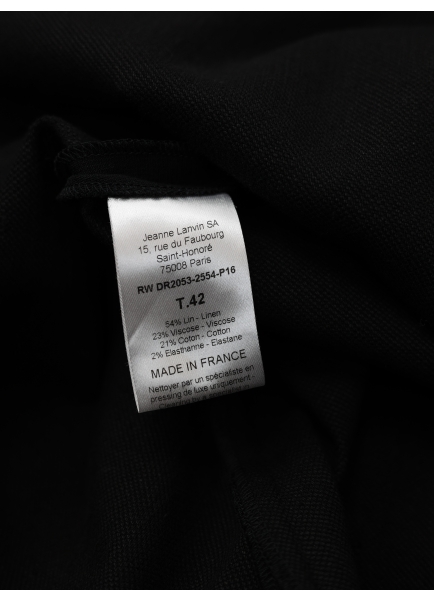 Jeanne Lanvin SA
15, rue du Faubourg
Saint-Honoré
75008 Paris
RW DR2053-2554-P16
T.42
54% Lin - Linen
23% Viscose - Viscose
21% Coton - Cotton
2% Elasthanne - Elastane
MADE IN FRANCE
Nettoyer par un spécialiste en
pressing de luxe uniquement -